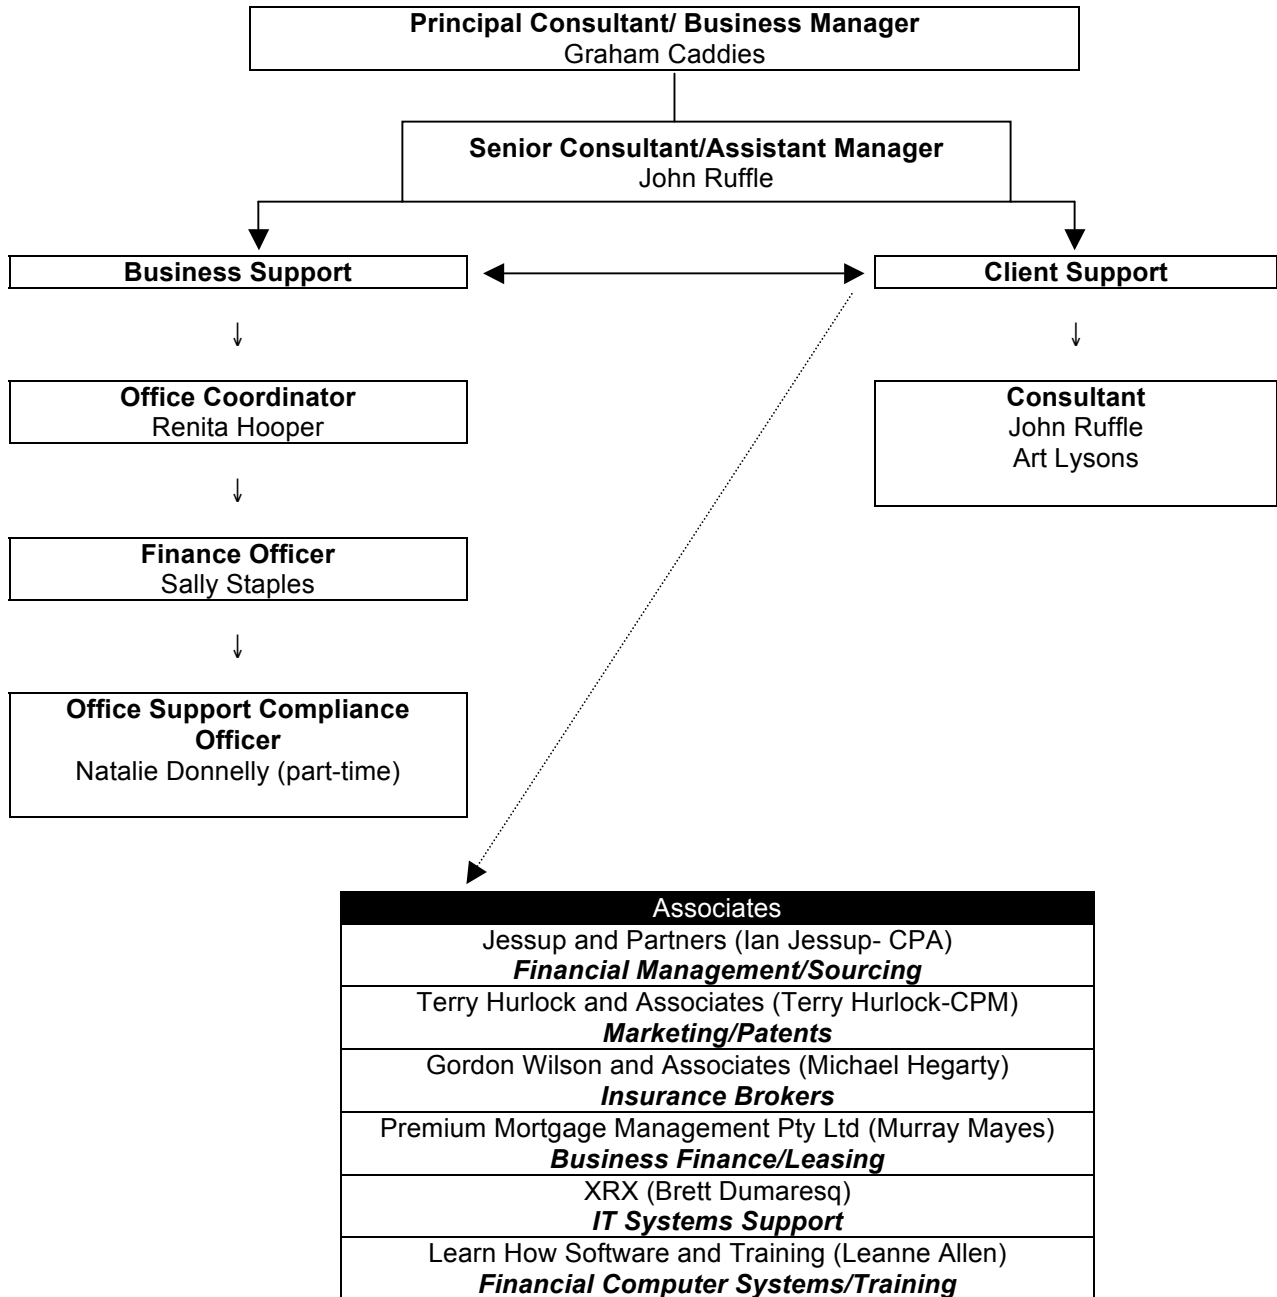 Principal Consultant/ Business Manager
Graham Caddies
Senior Consultant/Assistant Manager
John Ruffle
Business Support
Client Support
Office Coordinator
Renita Hooper
Consultant
John Ruffle
Art Lysons
Finance Officer
Sally Staples
Office Support Compliance
Officer
Natalie Donnelly (part-time)
Associates
Jessup and Partners (Ian Jessup- CPA)
Financial Management/Sourcing
Terry Hurlock and Associates (Terry Hurlock-CPM)
Marketing/Patents
Gordon Wilson and Associates (Michael Hegarty)
Insurance Brokers
Premium Mortgage Management Pty Ltd (Murray Mayes)
Business Finance/Leasing
XRX (Brett Dumaresq)
IT Systems Support
Learn How Software and Training (Leanne Allen)
Financial Computer Systems/Training